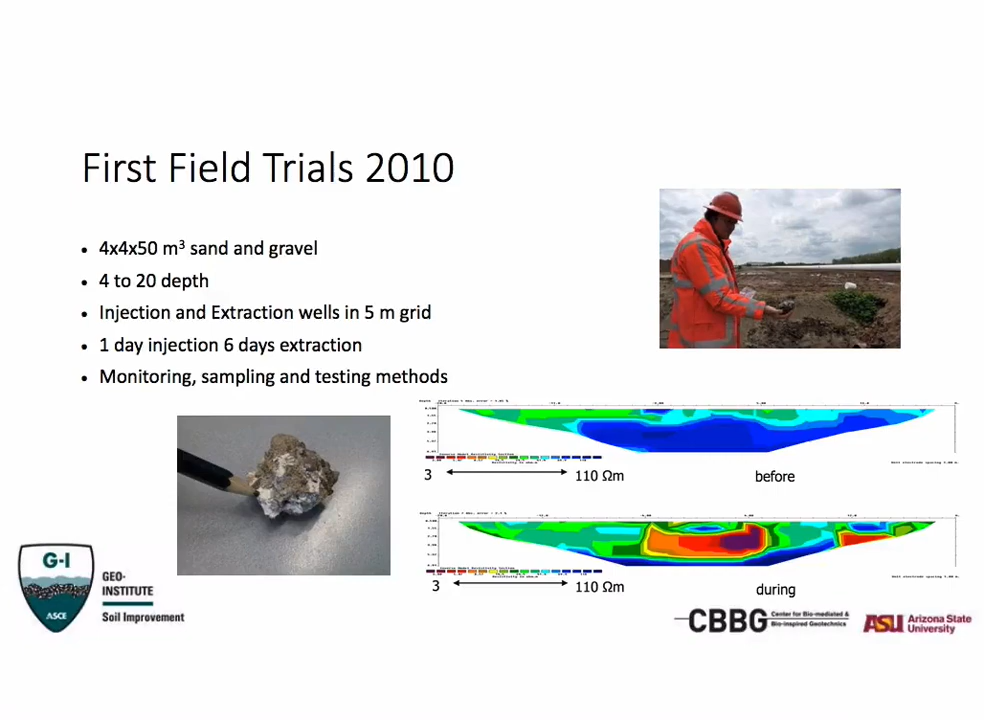 First Field Trials 2010
• 4x4x50 m³ sand and gravel
• 4 to 20 depth
• Injection and Extraction wells in 5 m grid
• 1 day injection 6 days extraction
• Monitoring, sampling and testing methods
3
110 Ωm
before
3
110 Ωm
during
G-I
ASCE
GEO-
INSTITUTE
Soil Improvement
CBBG
Center for Bio-mediated &
Bio-inspired Geotechnics
ASU
Arizona State
University